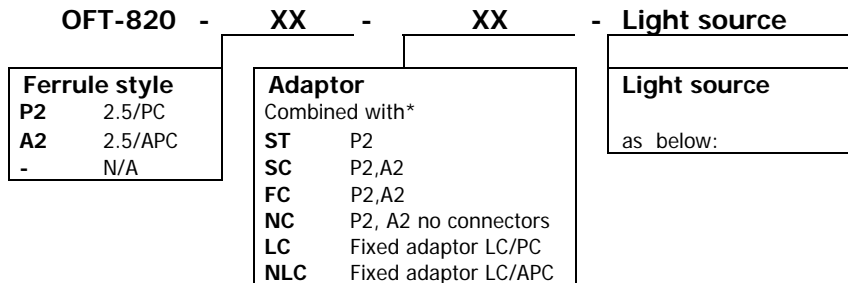 OFT-820 - XX - XX - Light source
Ferrule style
P2 2.5/PC
A2 2.5/APC
- N/A
Adaptor
Combined with*
ST P2
SC P2,A2
FC P2,A2
NC P2, A2 no connectors
LC Fixed adaptor LC/PC
NLC Fixed adaptor LC/APC
Light source
as below: